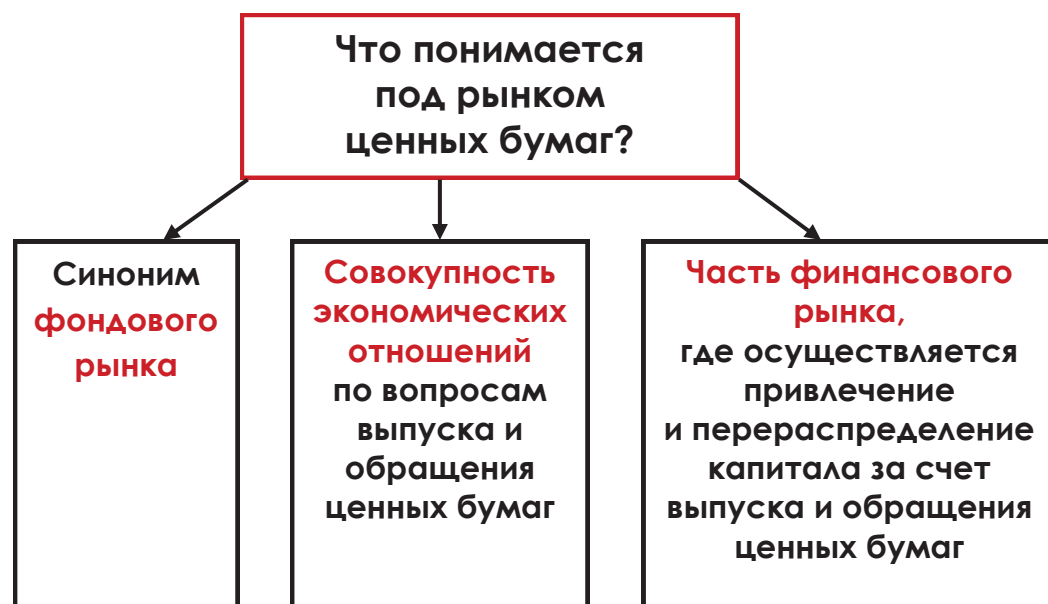 Что понимается
под рынком
ценных бумаг?
Синоним
фондового
рынка
Совокупность
экономических
отношений
по вопросам
выпуска и
обращения
ценных бумаг
Часть финансового
рынка,
где осуществляется
привлечение
и перераспределение
капитала за счет
выпуска и обращения
ценных бумаг